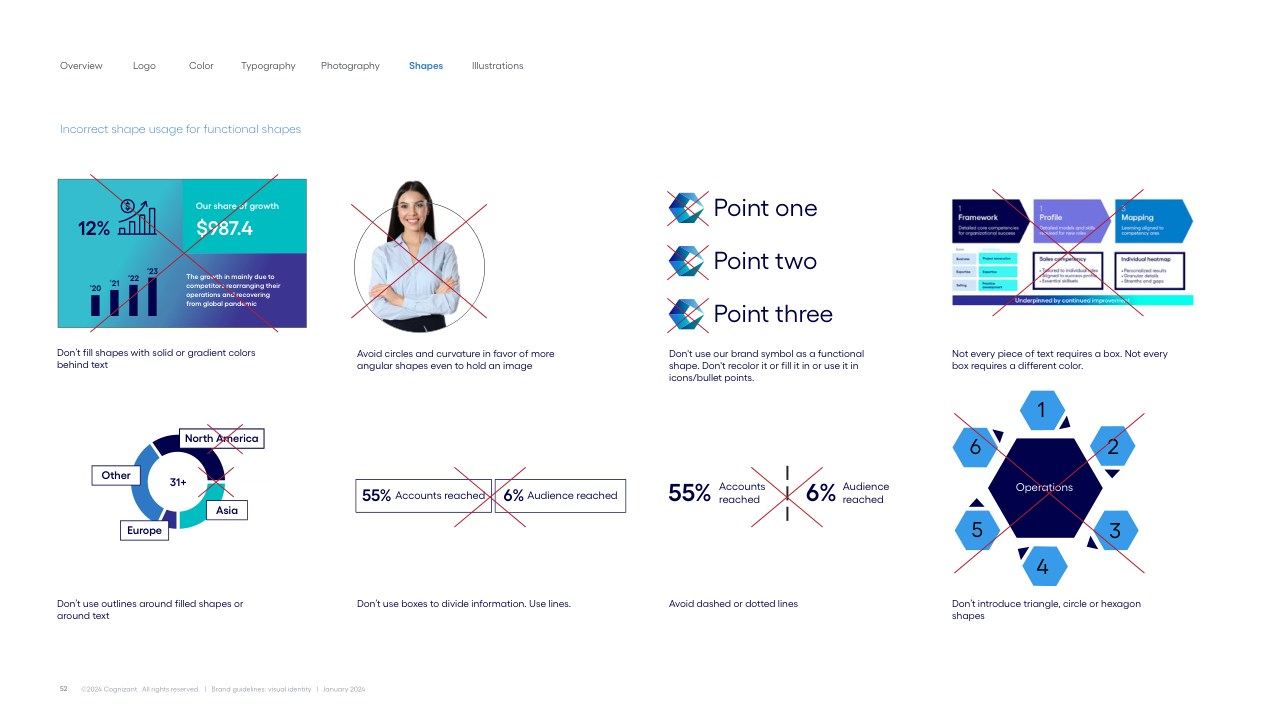 Overview Logo Color Typography Photography Shapes Illustrations
Incorrect shape usage for functional shapes
12%
$
Our share of growth
$987.4
'20 '21 '22 '23
The growth in mainly due to
competitors rearranging their
operations and recovering
from global pandemic
Don't fill shapes with solid or gradient colors
behind text
Avoid circles and curvature in favor of more
angular shapes even to hold an image
Point one
Point two
Point three
Don't use our brand symbol as a functional
shape. Don't recolor it or fill it in or use it in
icons/bullet points.
1
Framework
Detailed core competencies
for organizational success
1
Profile
Detailed models and skills
required for new roles
3
Mapping
Learning aligned to
competency area
Business
Expertise
Selling
Project execution
Expertise
Practice
development
Sales competency
• Tailored to individual roles
• Aligned to success profile
• Essential skillsets
Individual heatmap
• Personalized results
• Granular details
• Strenths and gaps
Underpinned by continued improvement
Not every piece of text requires a box. Not every
box requires a different color.
North America
Other
31+
Asia
Europe
Don't use outlines around filled shapes or
around text
55% Accounts reached
6% Audience reached
Don't use boxes to divide information. Use lines.
55% Accounts
reached
6% Audience
reached
Avoid dashed or dotted lines
1
2
3
4
5
6
Operations
Don't introduce triangle, circle or hexagon
shapes
52 ©2024 Cognizant. All rights reserved. | Brand guidelines: visual identity | January 2024